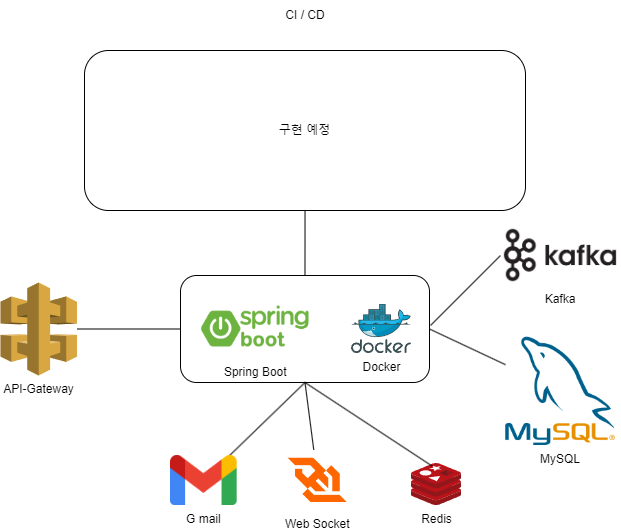 CI / CD
구현 예정
kafka
Kafka
spring
boot
docker
Spring Boot
Docker
API-Gateway
MySQL
MySQL
G mail
Web Socket
Redis